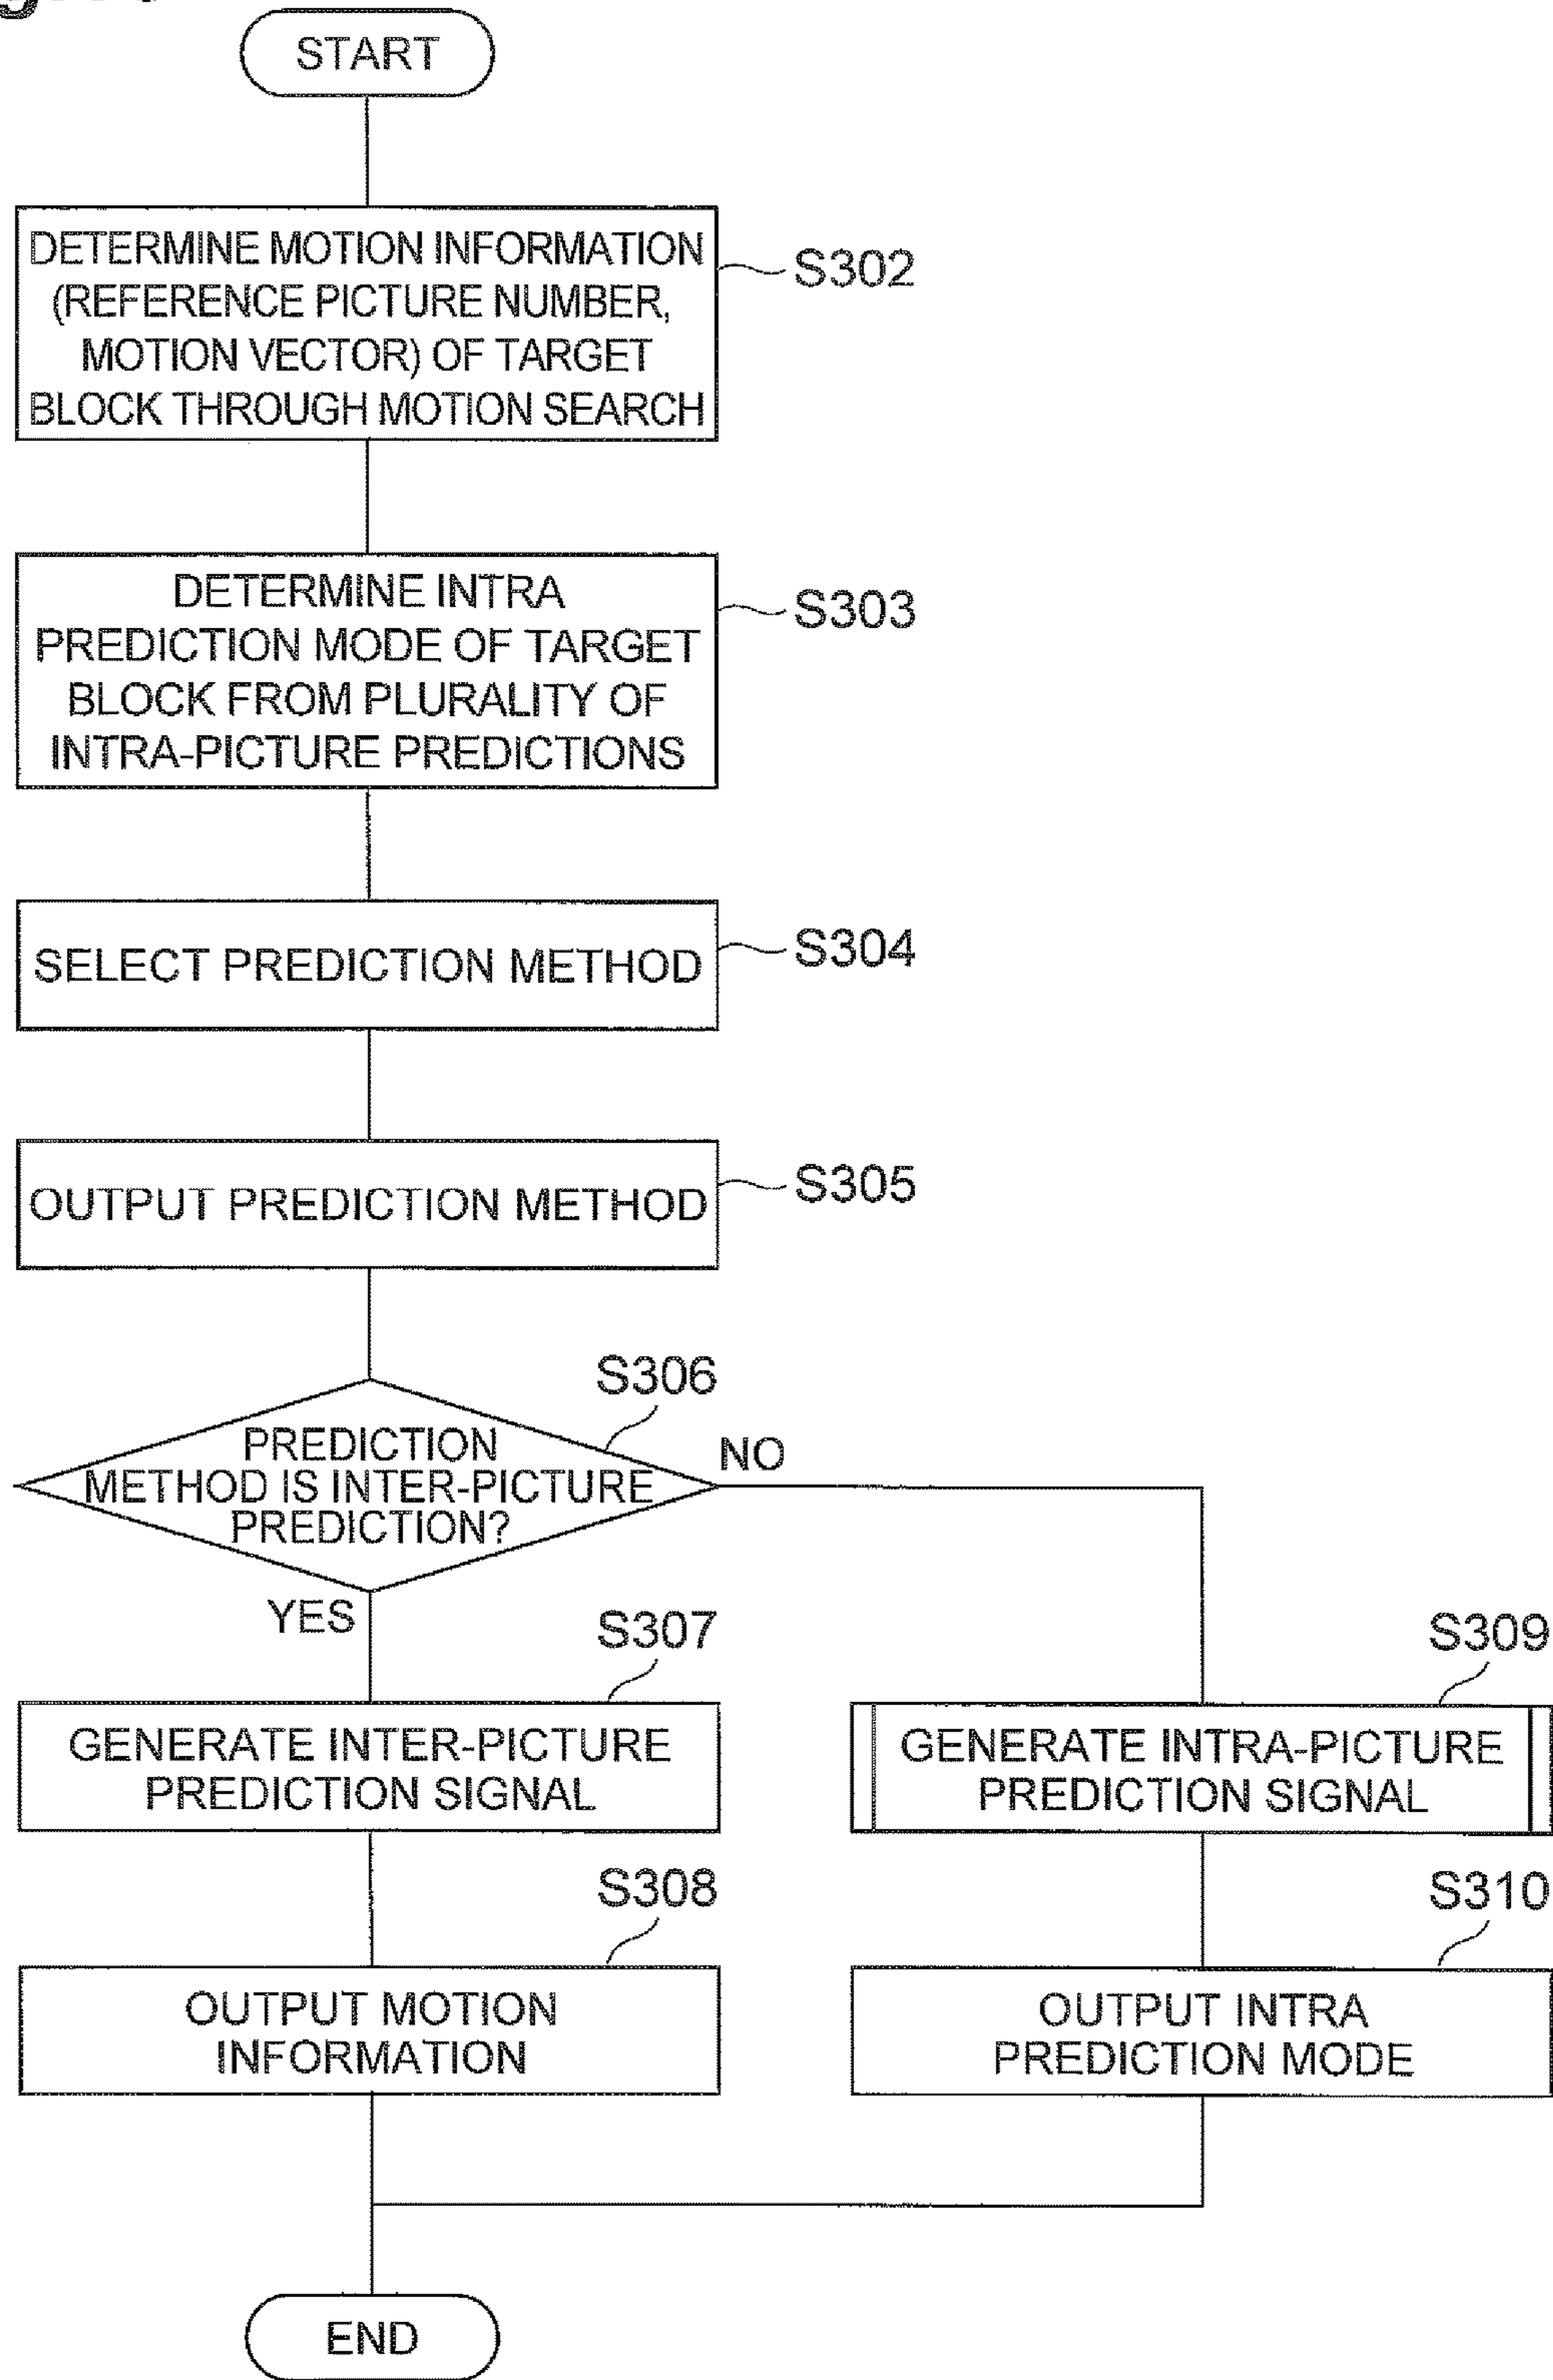 START
DETERMINE MOTION INFORMATION
(REFERENCE PICTURE NUMBER,
MOTION VECTOR) OF TARGET
BLOCK THROUGH MOTION SEARCH
S302
DETERMINE INTRA
PREDICTION MODE OF TARGET
BLOCK FROM PLURALITY OF
INTRA-PICTURE PREDICTIONS
S303
SELECT PREDICTION METHOD
S304
OUTPUT PREDICTION METHOD
S305
S306
PREDICTION
METHOD IS INTER-PICTURE
PREDICTION?
NO
YES
S307
GENERATE INTER-PICTURE
PREDICTION SIGNAL
S309
GENERATE INTRA-PICTURE
PREDICTION SIGNAL
S308
OUTPUT MOTION
INFORMATION
S310
OUTPUT INTRA
PREDICTION MODE
END